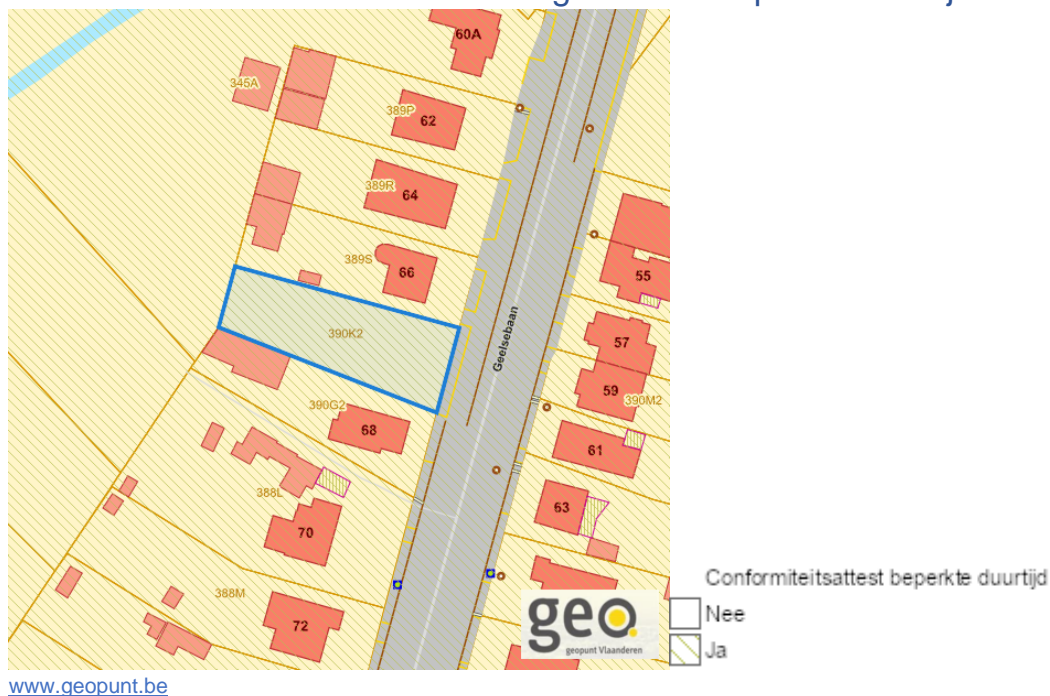 60A
345A
389P
62
389R
64
389S
66
55
390K2
Geelsebaan
57
59
390M2
390G2
68
61
388L
63
70
388M
72
geo
geopunt Vlaanderen
Conformiteitsattest beperkte duurtijd
Nee
Ja
www.geopunt.be